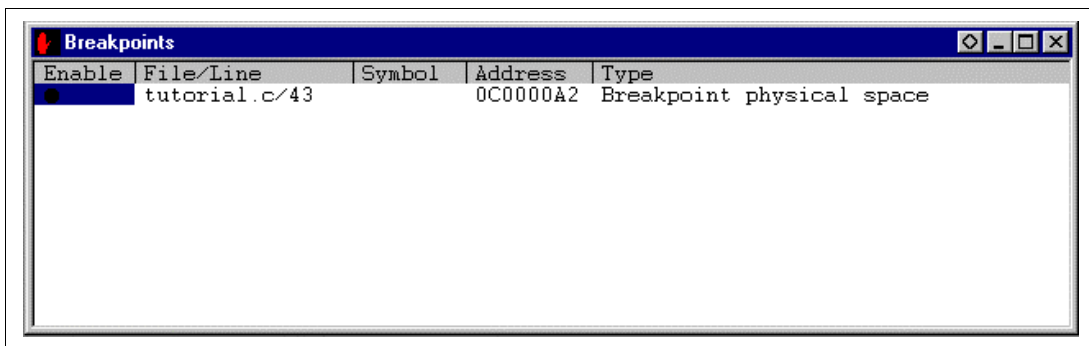 Breakpoints
Enable File/Line Symbol Address Type
tutorial.c/43 0C0000A2 Breakpoint physical space